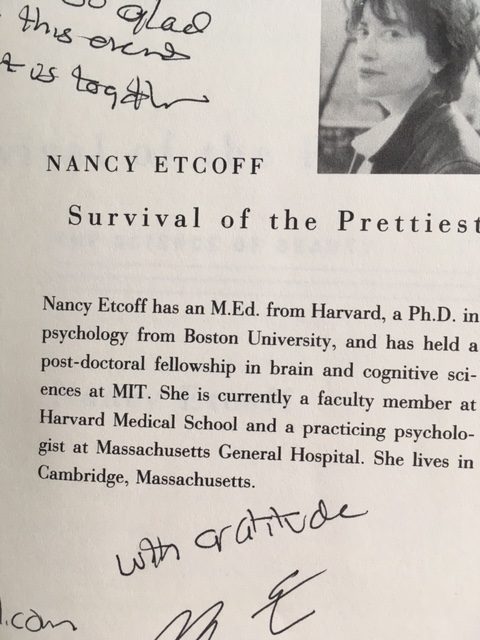 so glad
this event
us together
NANCY ETCOFF
Survival of the Prettiest
Nancy Etcoff has an M.Ed. from Harvard, a Ph.D. in
psychology from Boston University, and has held a
post-doctoral fellowship in brain and cognitive sci-
ences at MIT. She is currently a faculty member at
Harvard Medical School and a practicing psycholo-
gist at Massachusetts General Hospital. She lives in
Cambridge, Massachusetts.
with gratitude
.com